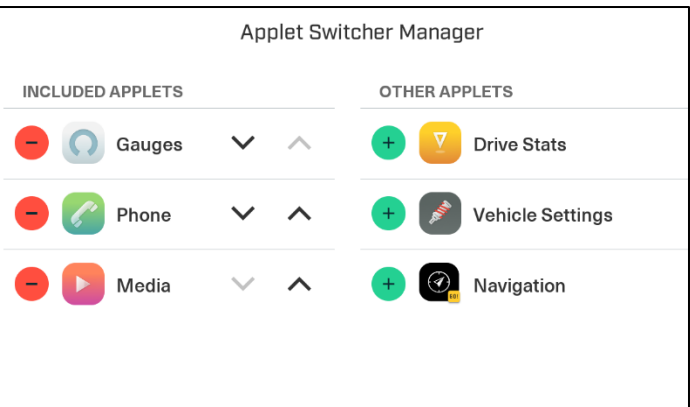 Applet Switcher Manager
INCLUDED APPLETS
Gauges
Phone
Media
OTHER APPLETS
Drive Stats
Vehicle Settings
Navigation